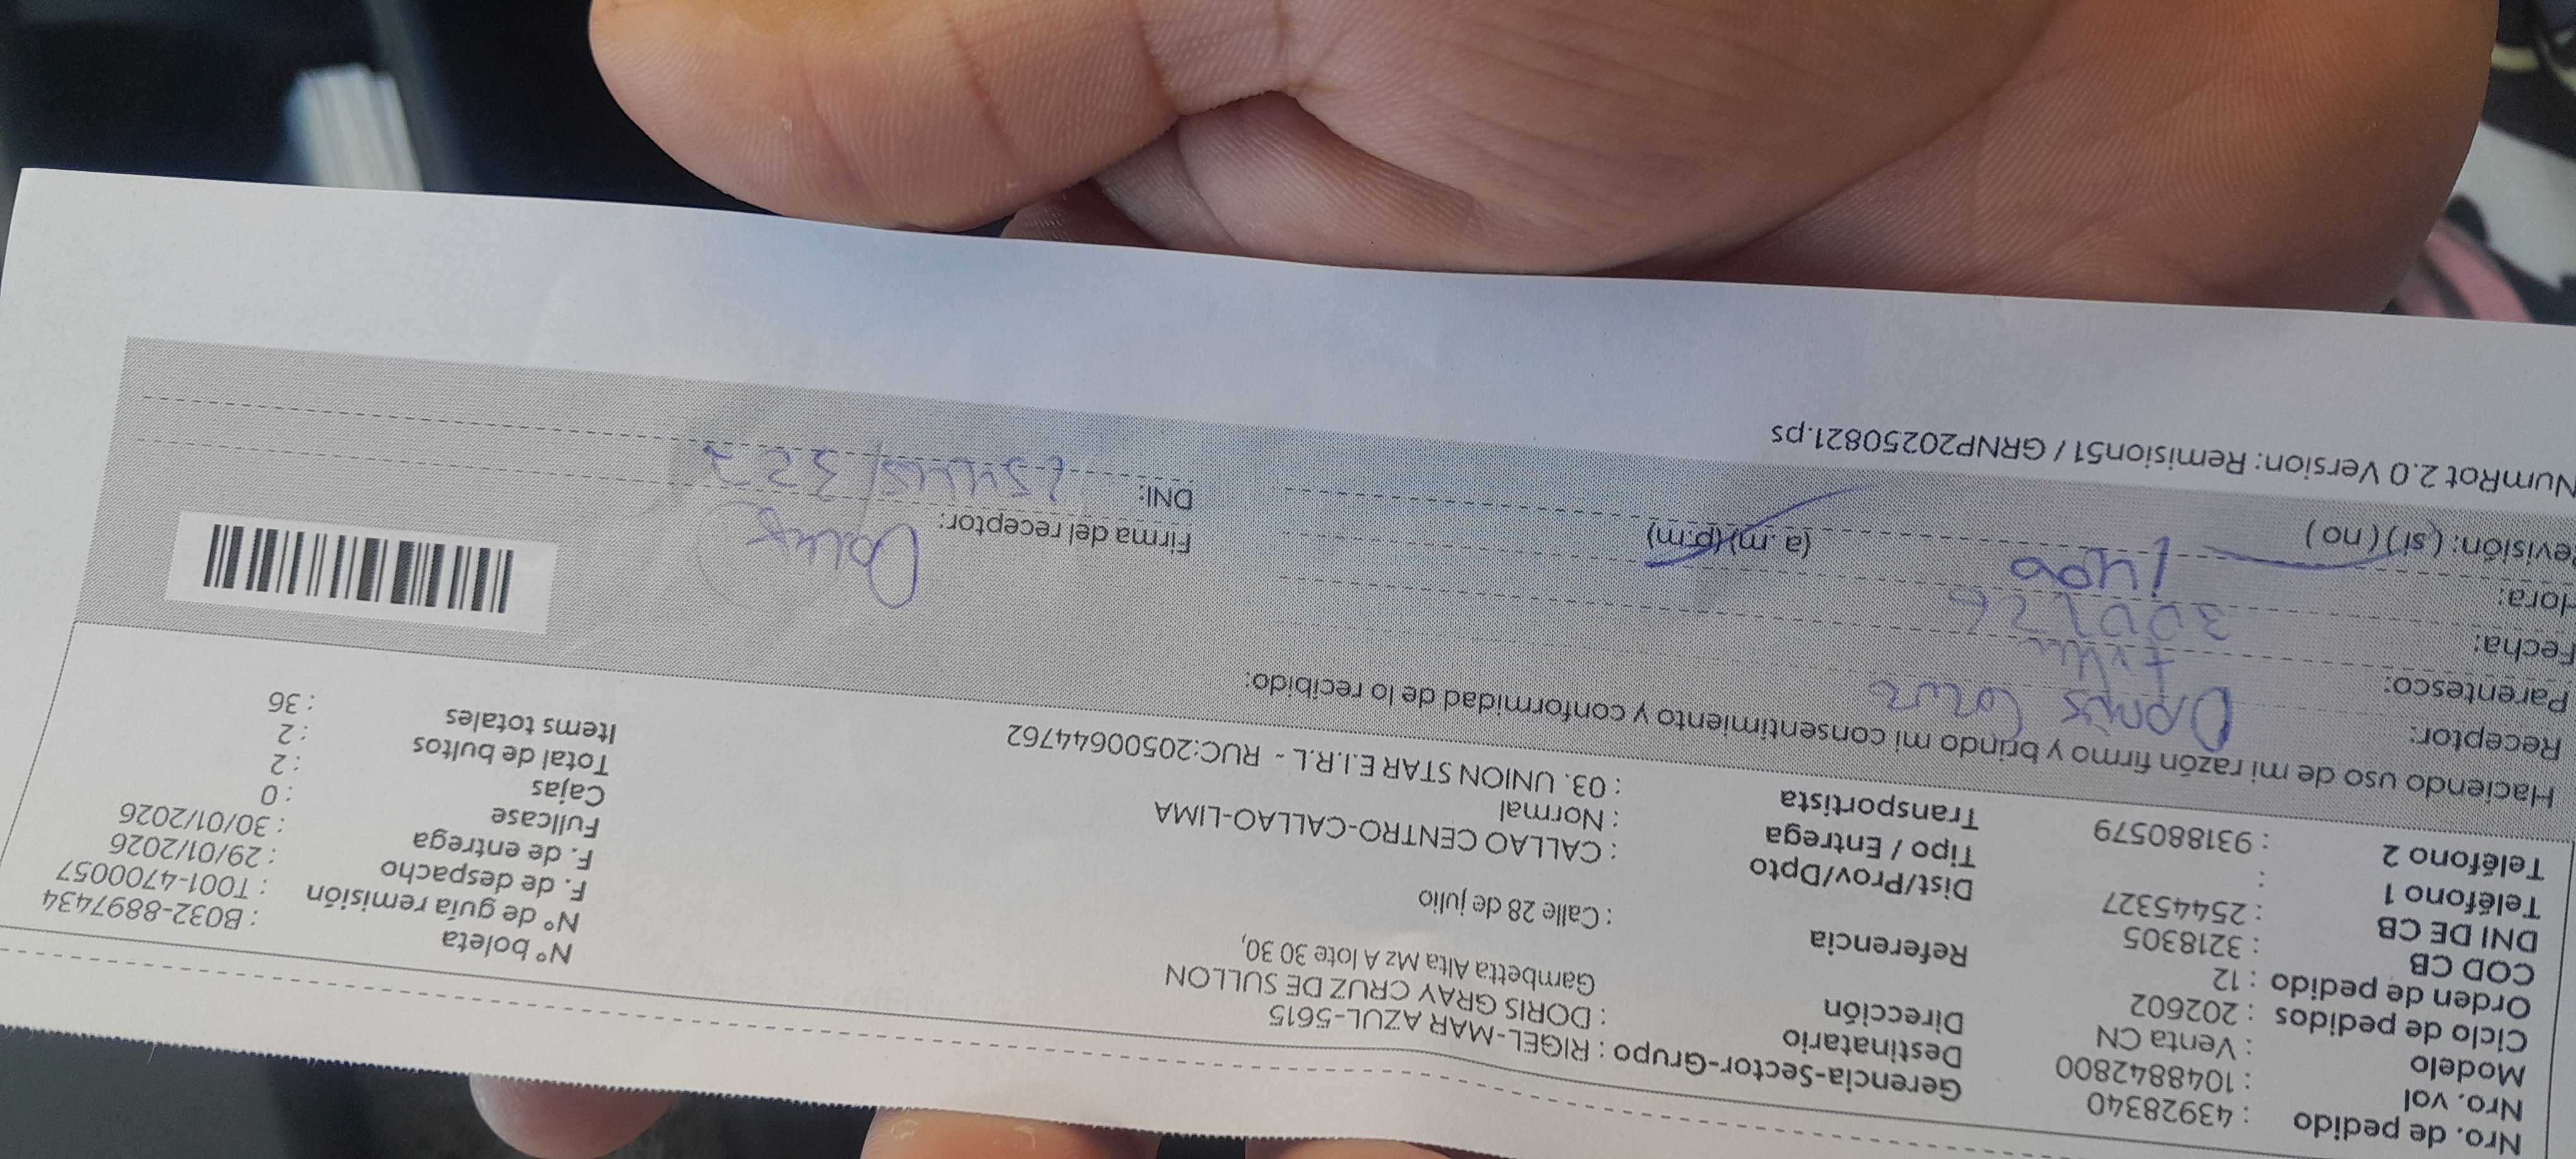 Nro. de pedido : 43928340
Nro. vol : 1048842800
Modelo : Venta CN
Ciclo de pedidos : 202602
Orden de pedido : 12
COD CB : 3218305
DNI DE CB : 25445327
Teléfono 1 :
Teléfono 2 : 931880579
Gerencia-Sector-Grupo : RIGEL-MAR AZUL-5615
Destinatario : DORIS GRAY CRUZ DE SULLON
Dirección Gambetta Alta Mz A lote 30 30,
Referencia : Calle 28 de julio
Dist/Prov/Dpto : CALLAO CENTRO-CALLAO-LIMA
Tipo / Entrega : Normal
Transportista : 03. UNION STAR E.I.R.L - RUC:20500644762
N° boleta : B032-8897434
N° de guía remisión : T001-4700057
F. de despacho : 29/01/2026
F. de entrega : 30/01/2026
Fullcase : 0
Cajas : 2
Total de bultos : 2
Items totales : 36
Haciendo uso de mi razón firmo y brindo mi consentimiento y conformidad de lo recibido:
Receptor:
Parentesco:
Fecha: 300126
Hora: 1400 (a.m)(p.m)
evisión: (si) (no)
Firma del receptor:
DNI:
NumRot 2.0 Version: Remision51 / GRNP20250821.ps